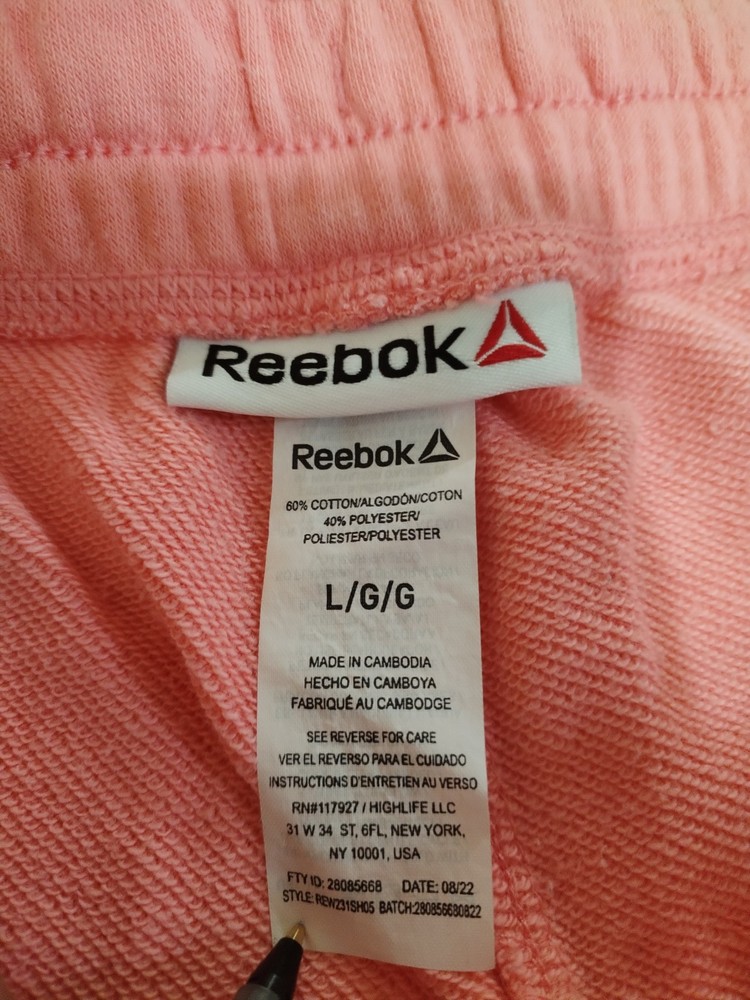 Reebok
Reebok
60% COTTON/ALGODÓN/COTON
40% POLYESTER/
POLIESTER/POLYESTER
L/G/G
MADE IN CAMBODIA
HECHO EN CAMBOYA
FABRIQUÉ AU CAMBODGE
SEE REVERSE FOR CARE
VER EL REVERSO PARA EL CUIDADO
INSTRUCTIONS D'ENTRETIEN AU VERSO
RN#117927 / HIGHLIFE LLC
31 W 34 ST, 6FL, NEW YORK,
NY 10001, USA
FTY ID: 28085668 DATE: 08/22
STYLE: REW231SH05 BATCH:280856680822